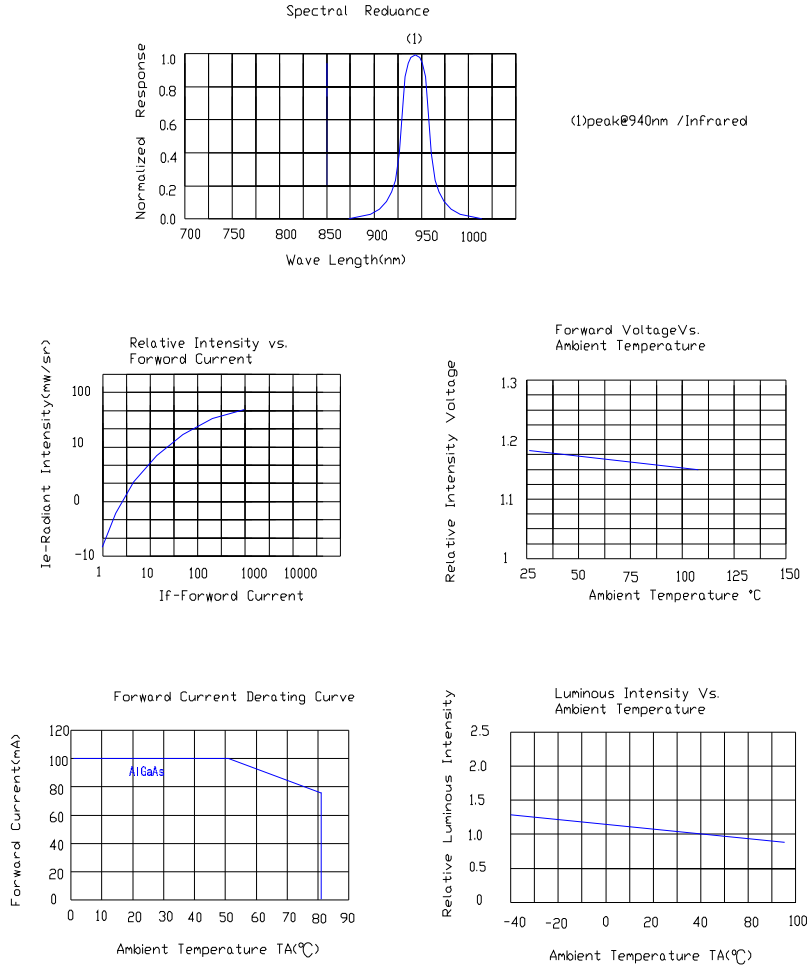 Spectral Reduance
(1)
Normalized Response
1.0
0.8
0.6
0.4
0.2
0.0
700 750 800 850 900 950 1000
Wave Length(nm)
(1)peak@940nm /Infrared
Relative Intensity vs.
Forword Current
Ie-Radiant Intensity(mw/sr)
100
10
0
-10
1 10 100 1000 10000
If-Forword Current
Forward VoltageVs.
Ambient Temperature
Relative Intensity Voltage
1.3
1.2
1.1
1
25 50 75 100 125 150
Ambient Temperature °C
Forward Current Derating Curve
Forward Current(mA)
120
100
80
60
40
20
0
AlGaAs
0 10 20 30 40 50 60 70 80 90
Ambient Temperature TA(℃)
Luminous Intensity Vs.
Ambient Temperature
Relative Luminous Intensity
2.5
2.0
1.5
1.0
0.5
0
-40 -20 0 20 40 80 100
Ambient Temperature TA(℃)